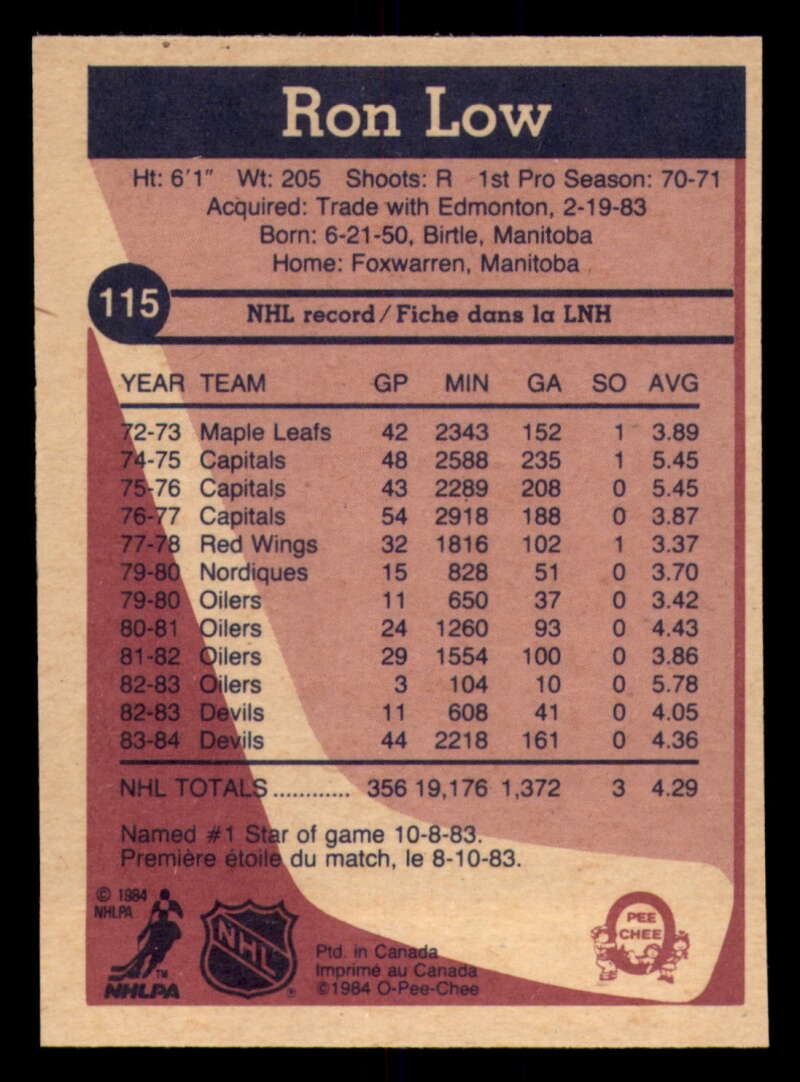 Ron Low
Ht: 6'1" Wt: 205 Shoots: R 1st Pro Season: 70-71
Acquired: Trade with Edmonton, 2-19-83
Born: 6-21-50, Birtle, Manitoba
Home: Foxwarren, Manitoba
115
NHL record/Fiche dans la LNH
YEAR TEAM GP MIN GA SO AVG
72-73 Maple Leafs 42 2343 152 1 3.89
74-75 Capitals 48 2588 235 1 5.45
75-76 Capitals 43 2289 208 0 5.45
76-77 Capitals 54 2918 188 0 3.87
77-78 Red Wings 32 1816 102 1 3.37
79-80 Nordiques 15 828 51 0 3.70
79-80 Oilers 11 650 37 0 3.42
80-81 Oilers 24 1260 93 0 4.43
81-82 Oilers 29 1554 100 0 3.86
82-83 Oilers 3 104 10 0 5.78
82-83 Devils 11 608 41 0 4.05
83-84 Devils 44 2218 161 0 4.36
NHL TOTALS ............ 356 19,176 1,372 3 4.29
Named #1 Star of game 10-8-83.
Première étoile du match, le 8-10-83.
© 1984
NHLPA
TM
NHLPA
NHL
®
Ptd. in Canada
Imprimé au Canada
©1984 O-Pee-Chee
PEE
CHEE